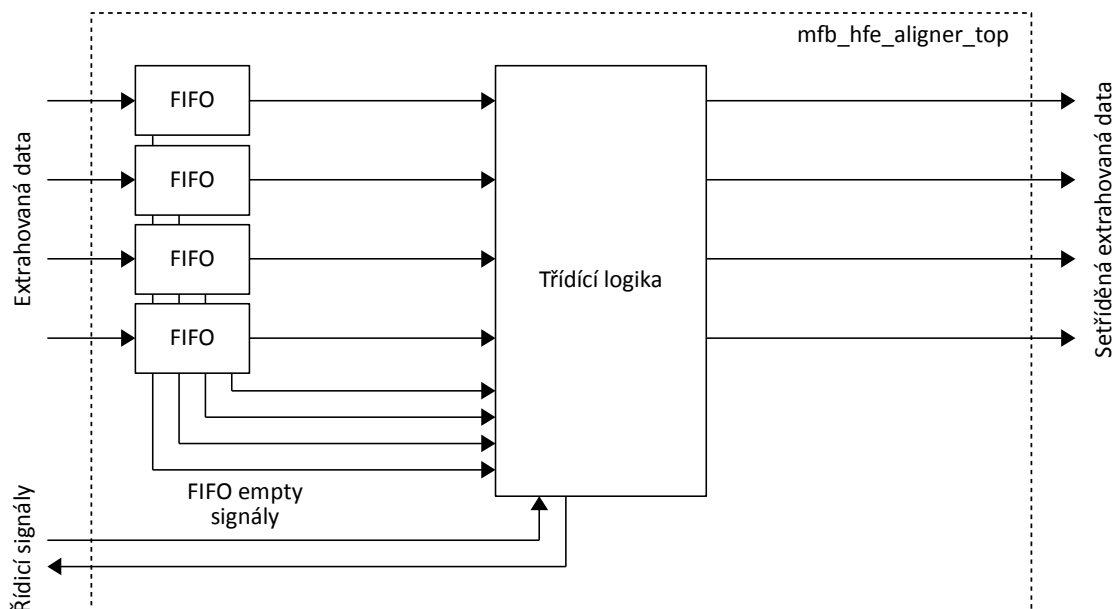 mfb_hfe_aligner_top
Extrahovaná data
FIFO
FIFO
FIFO
FIFO
Třídící logika
Setříděná extrahovaná data
FIFO empty
signály
Řídicí signály